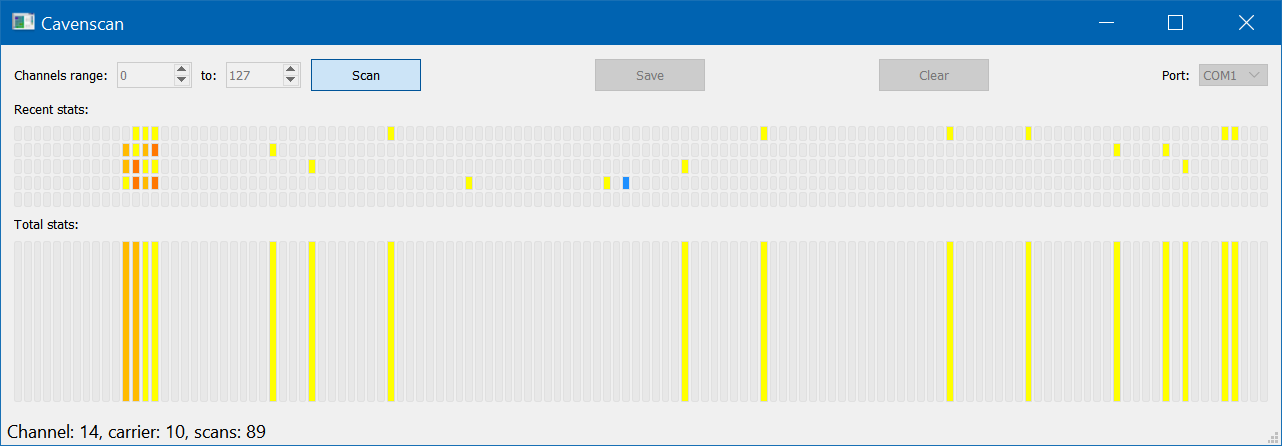 Cavenscan
Channels range: 0 to: 127 Scan Save Clear Port: COM1
Recent stats:
Total stats:
Channel: 14, carrier: 10, scans: 89